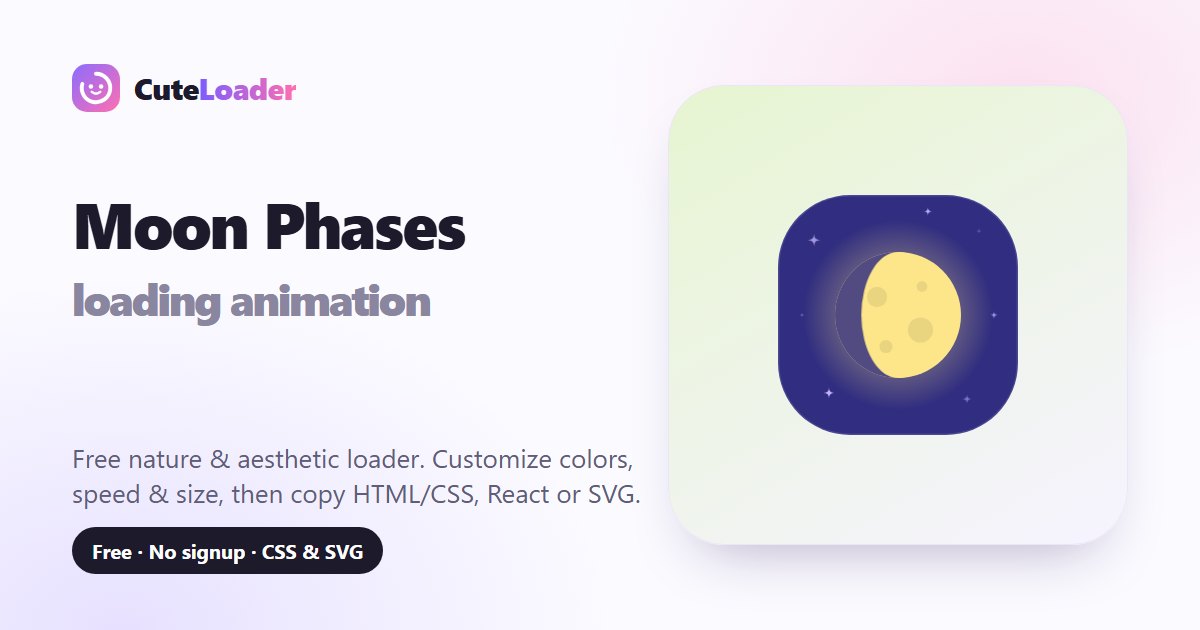 CuteLoader
Moon Phases
loading animation
Free nature & aesthetic loader. Customize colors,
speed & size, then copy HTML/CSS, React or SVG.
Free · No signup · CSS & SVG